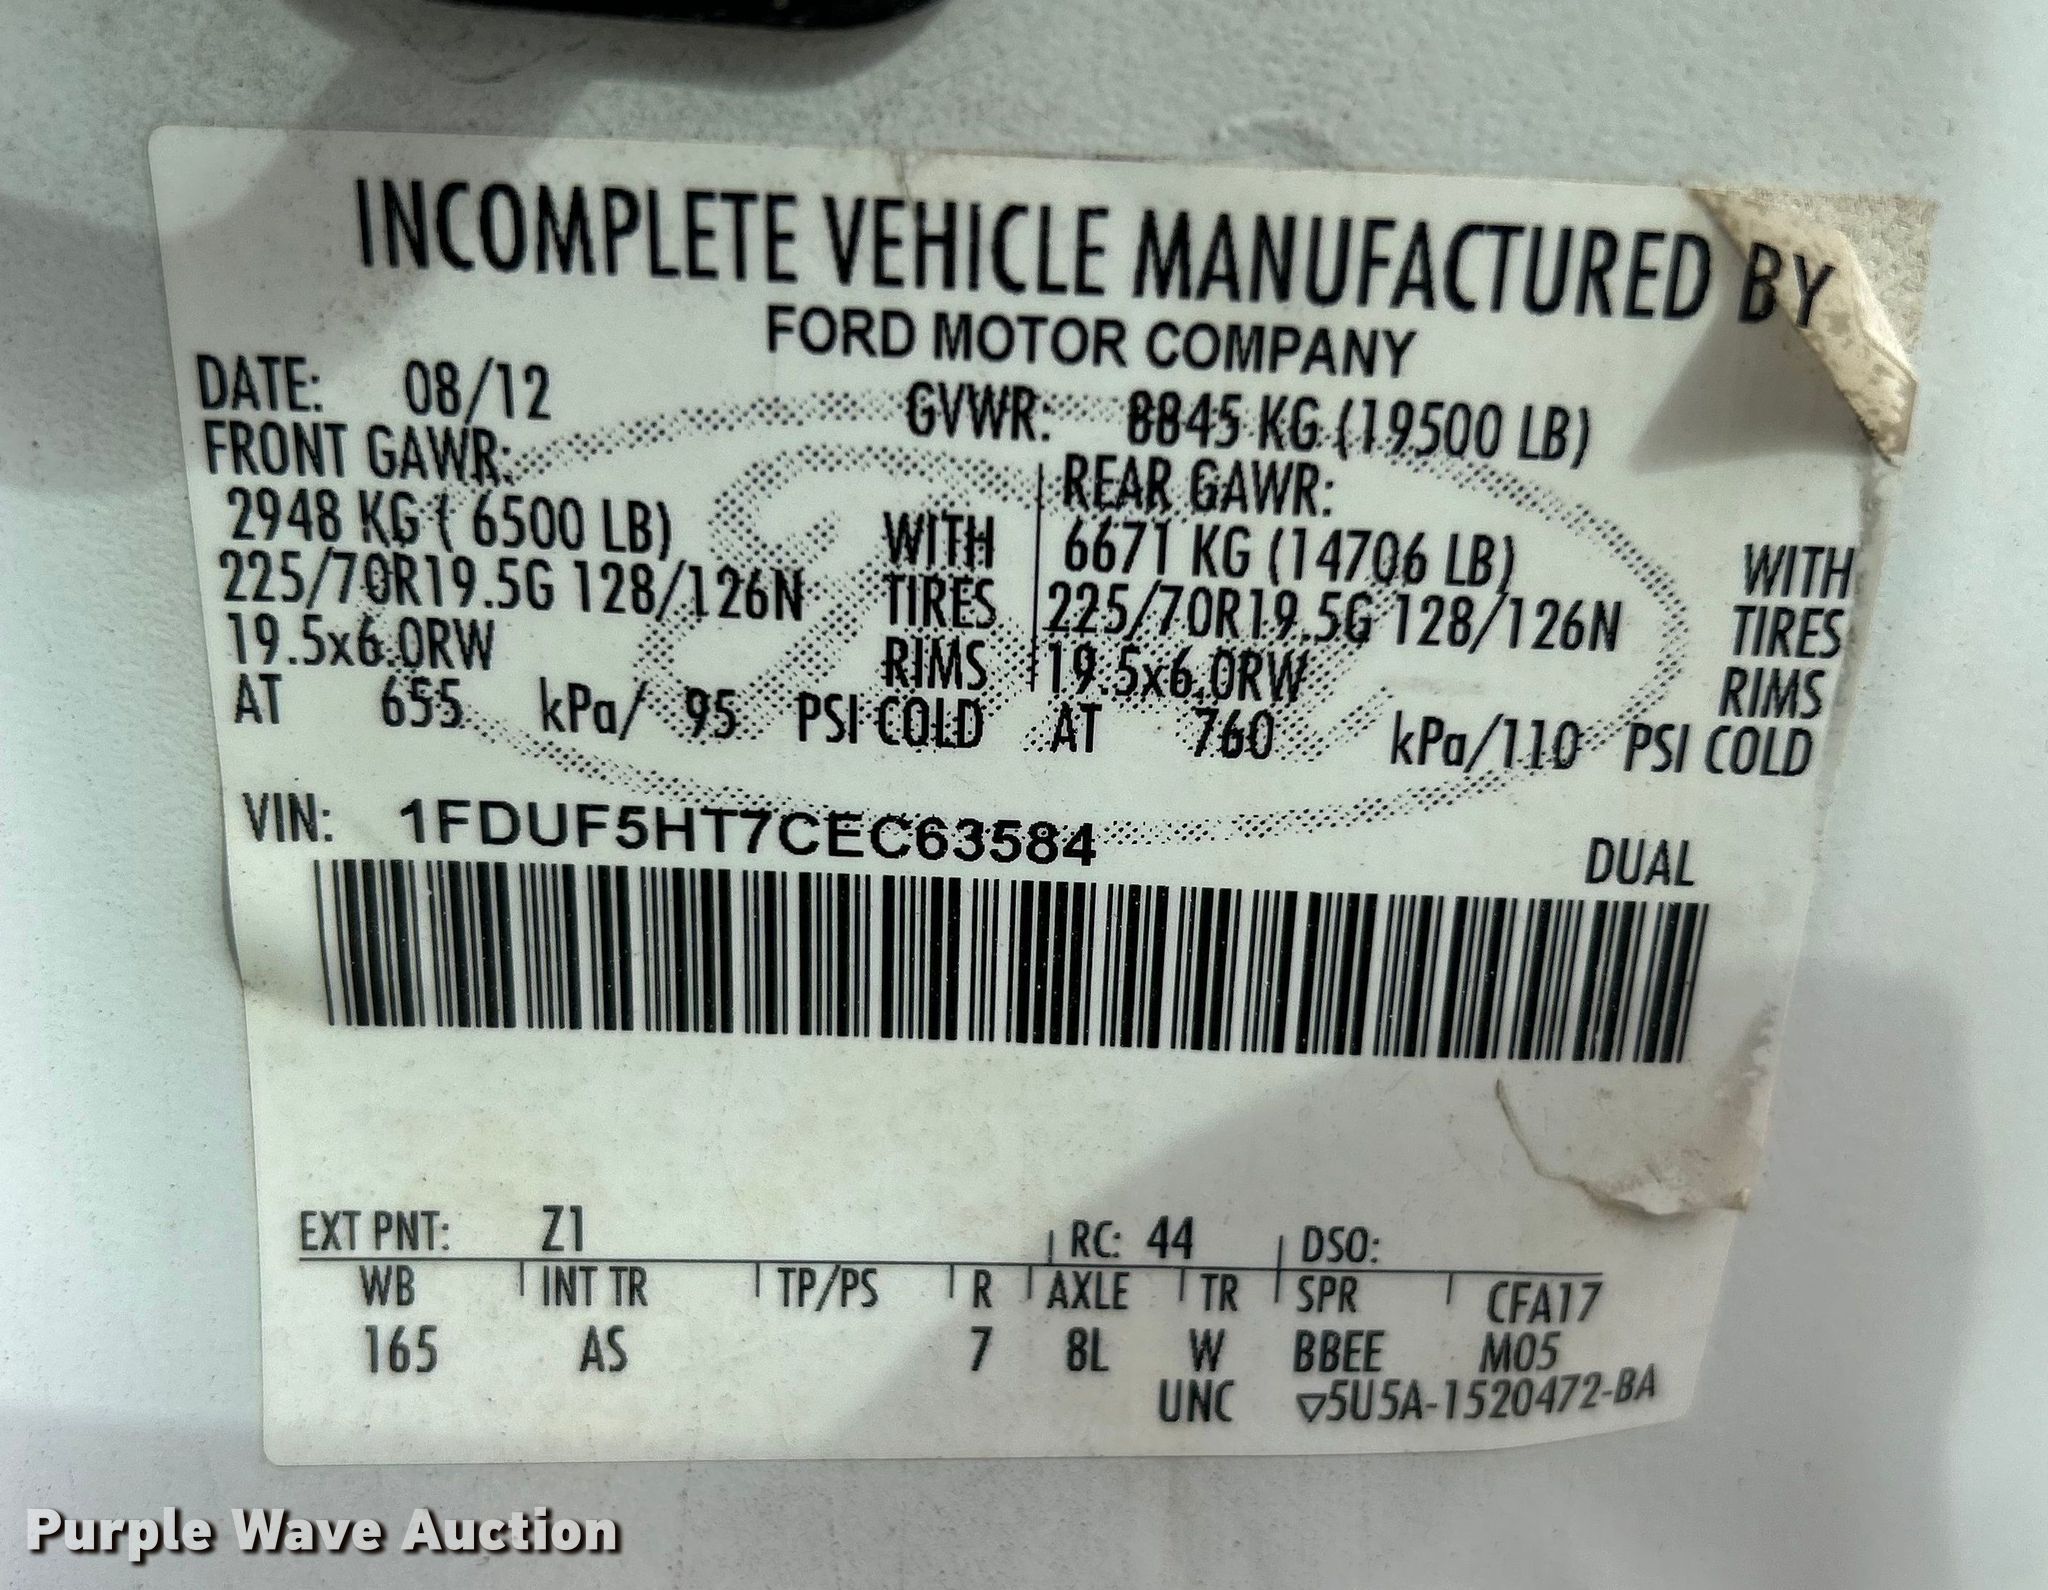 INCOMPLETE VEHICLE MANUFACTURED BY
FORD MOTOR COMPANY
DATE: 08/12 GVWR: 8845 KG (19500 LB)
FRONT GAWR: REAR GAWR:
2948 KG ( 6500 LB) WITH 6671 KG (14706 LB) WITH
225/70R19.5G 128/126N TIRES 225/70R19.5G 128/126N TIRES
19.5x6.0RW RIMS 19.5x6.0RW RIMS
AT 655 kPa/ 95 PSI COLD AT 760 kPa/110 PSI COLD
VIN: 1FDUF5HT7CEC63584
DUAL
EXT PNT: Z1 RC: 44 DSO:
WB INT TR TP/PS R AXLE TR SPR CFA17
165 AS 7 8L W BBEE M05
UNC ▽5U5A-1520472-BA
Purple Wave Auction